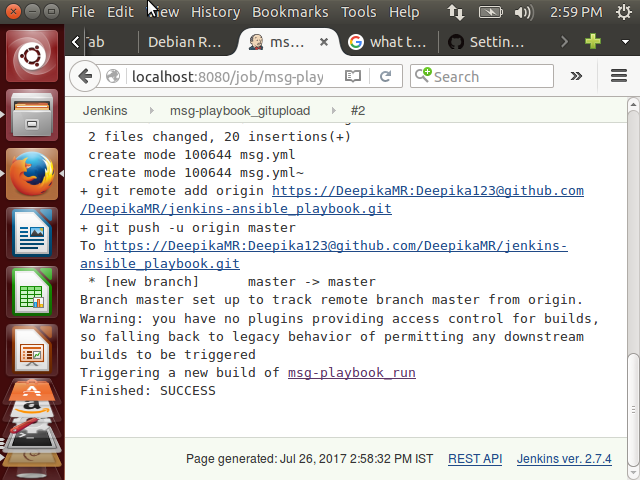 File Edit View History Bookmarks Tools Help 2:59 PM
'ab Debian R... ms... what t... Settin...
localhost:8080/job/msg-play Search
Jenkins msg-playbook_gitupload #2
2 files changed, 20 insertions(+)
create mode 100644 msg.yml
create mode 100644 msg.yml~
+ git remote add origin https://DeepikaMR:Deepika123@github.com
/DeepikaMR/jenkins-ansible_playbook.git
+ git push -u origin master
To https://DeepikaMR:Deepika123@github.com/DeepikaMR/jenkins-
ansible_playbook.git
* [new branch] master -> master
Branch master set up to track remote branch master from origin.
Warning: you have no plugins providing access control for builds,
so falling back to legacy behavior of permitting any downstream
builds to be triggered
Triggering a new build of msg-playbook_run
Finished: SUCCESS
Page generated: Jul 26, 2017 2:58:32 PM IST REST API Jenkins ver. 2.7.4